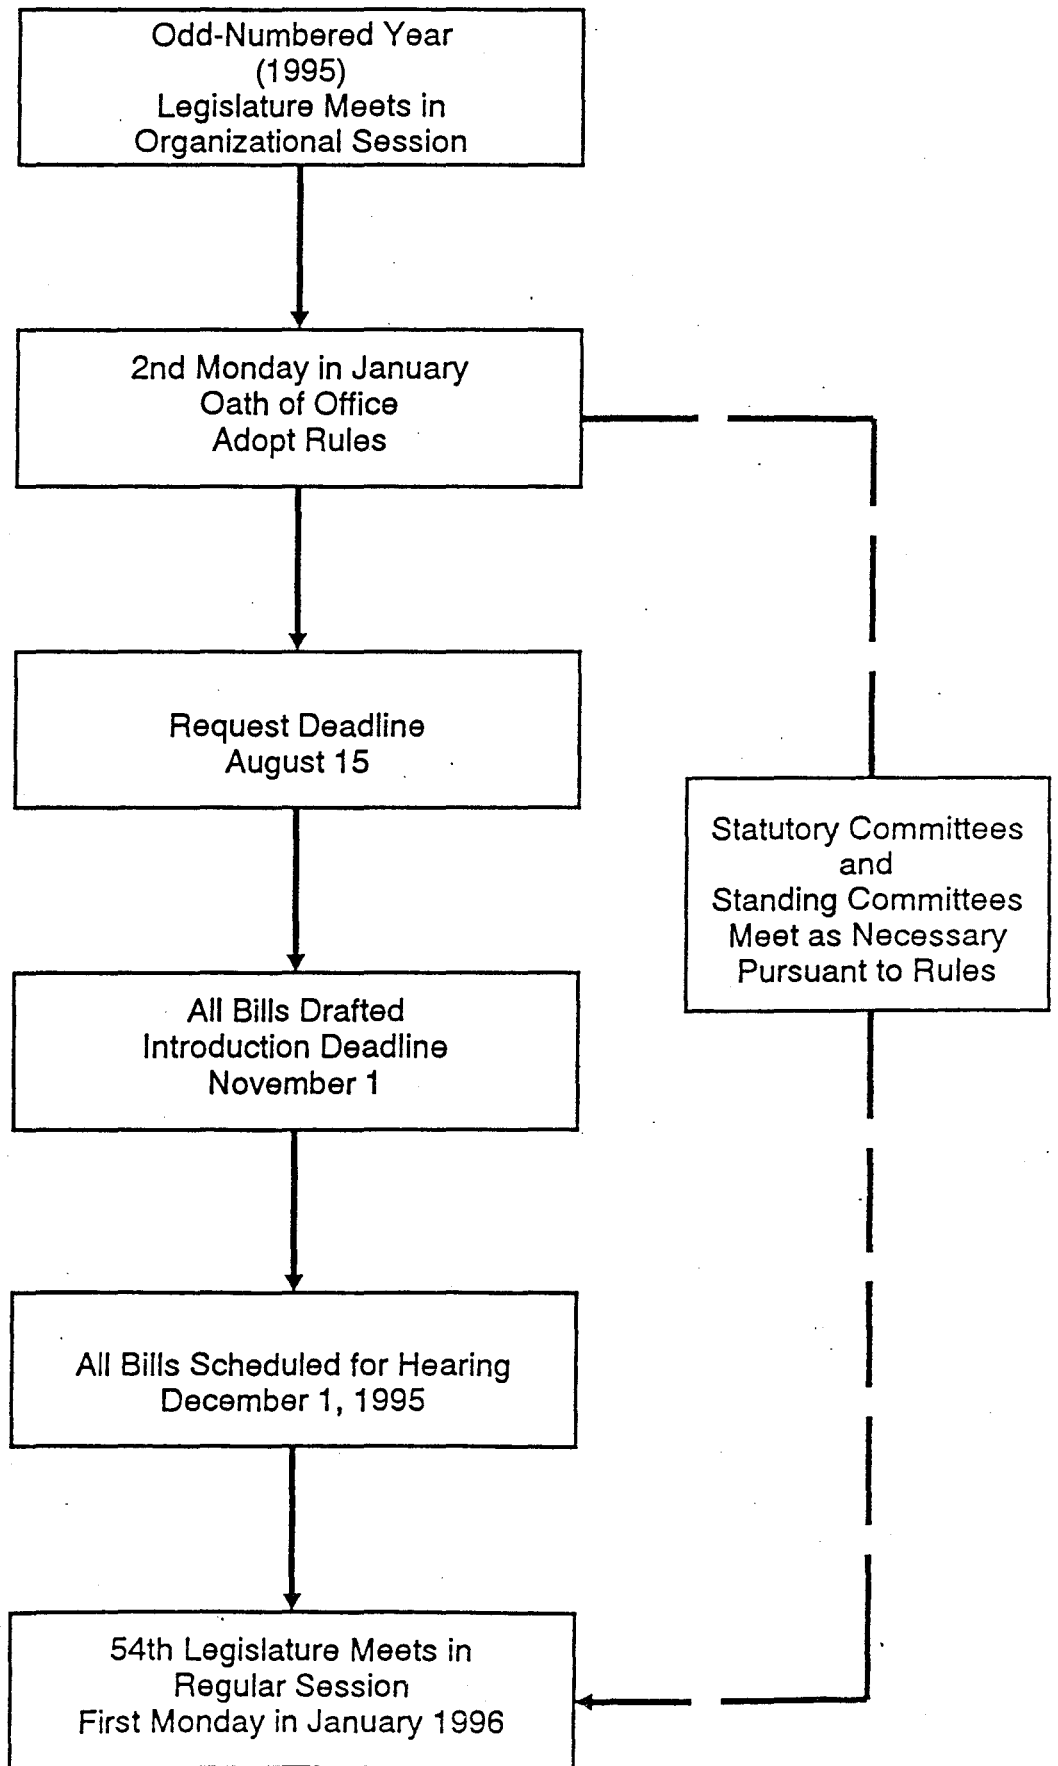 Odd-Numbered Year
(1995)
Legislature Meets in
Organizational Session
2nd Monday in January
Oath of Office
Adopt Rules
Request Deadline
August 15
Statutory Committees
and
Standing Committees
Meet as Necessary
Pursuant to Rules
All Bills Drafted
Introduction Deadline
November 1
All Bills Scheduled for Hearing
December 1, 1995
54th Legislature Meets in
Regular Session
First Monday in January 1996